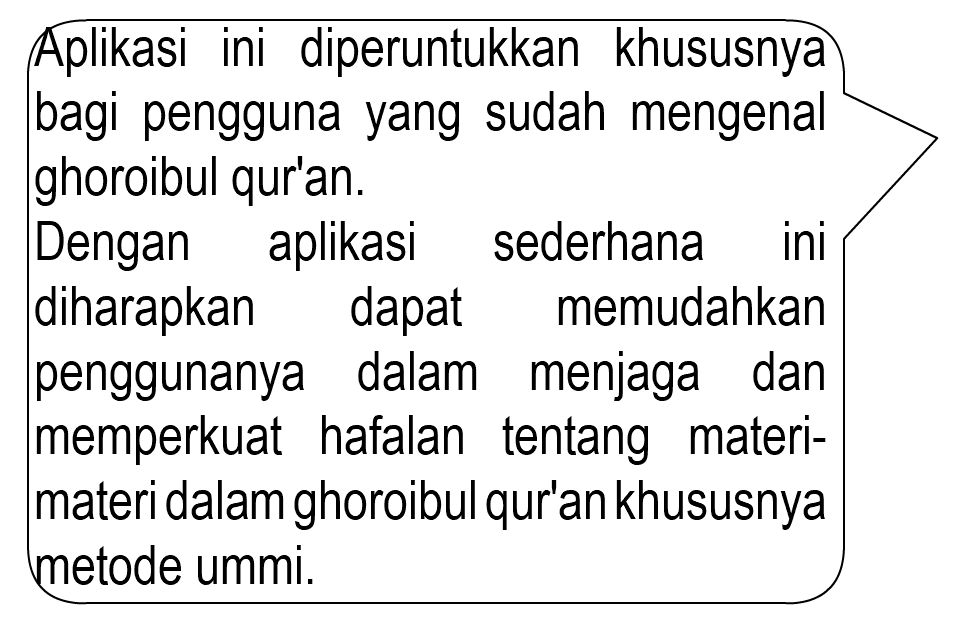 Aplikasi ini diperuntukkan khususnya
bagi pengguna yang sudah mengenal
ghoroibul qur'an.
Dengan aplikasi sederhana ini
diharapkan dapat memudahkan
penggunanya dalam menjaga dan
memperkuat hafalan tentang materi-
materi dalam ghoroibul qur'an khususnya
metode ummi.